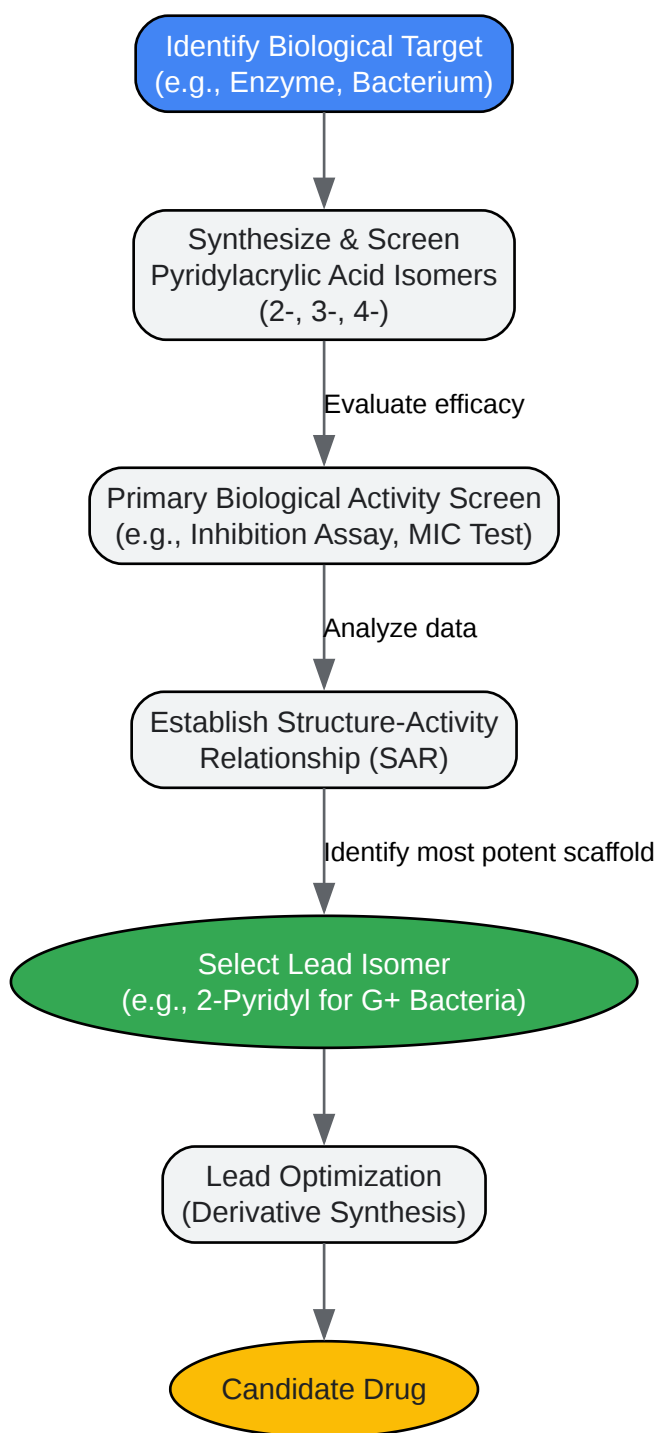 Identify Biological Target
(e.g., Enzyme, Bacterium)
Synthesize & Screen
Pyridylacrylic Acid Isomers
(2-, 3-, 4-)
Evaluate efficacy
Primary Biological Activity Screen
(e.g., Inhibition Assay, MIC Test)
Analyze data
Establish Structure-Activity
Relationship (SAR)
Identify most potent scaffold
Select Lead Isomer
(e.g., 2-Pyridyl for G+ Bacteria)
Lead Optimization
(Derivative Synthesis)
Candidate Drug